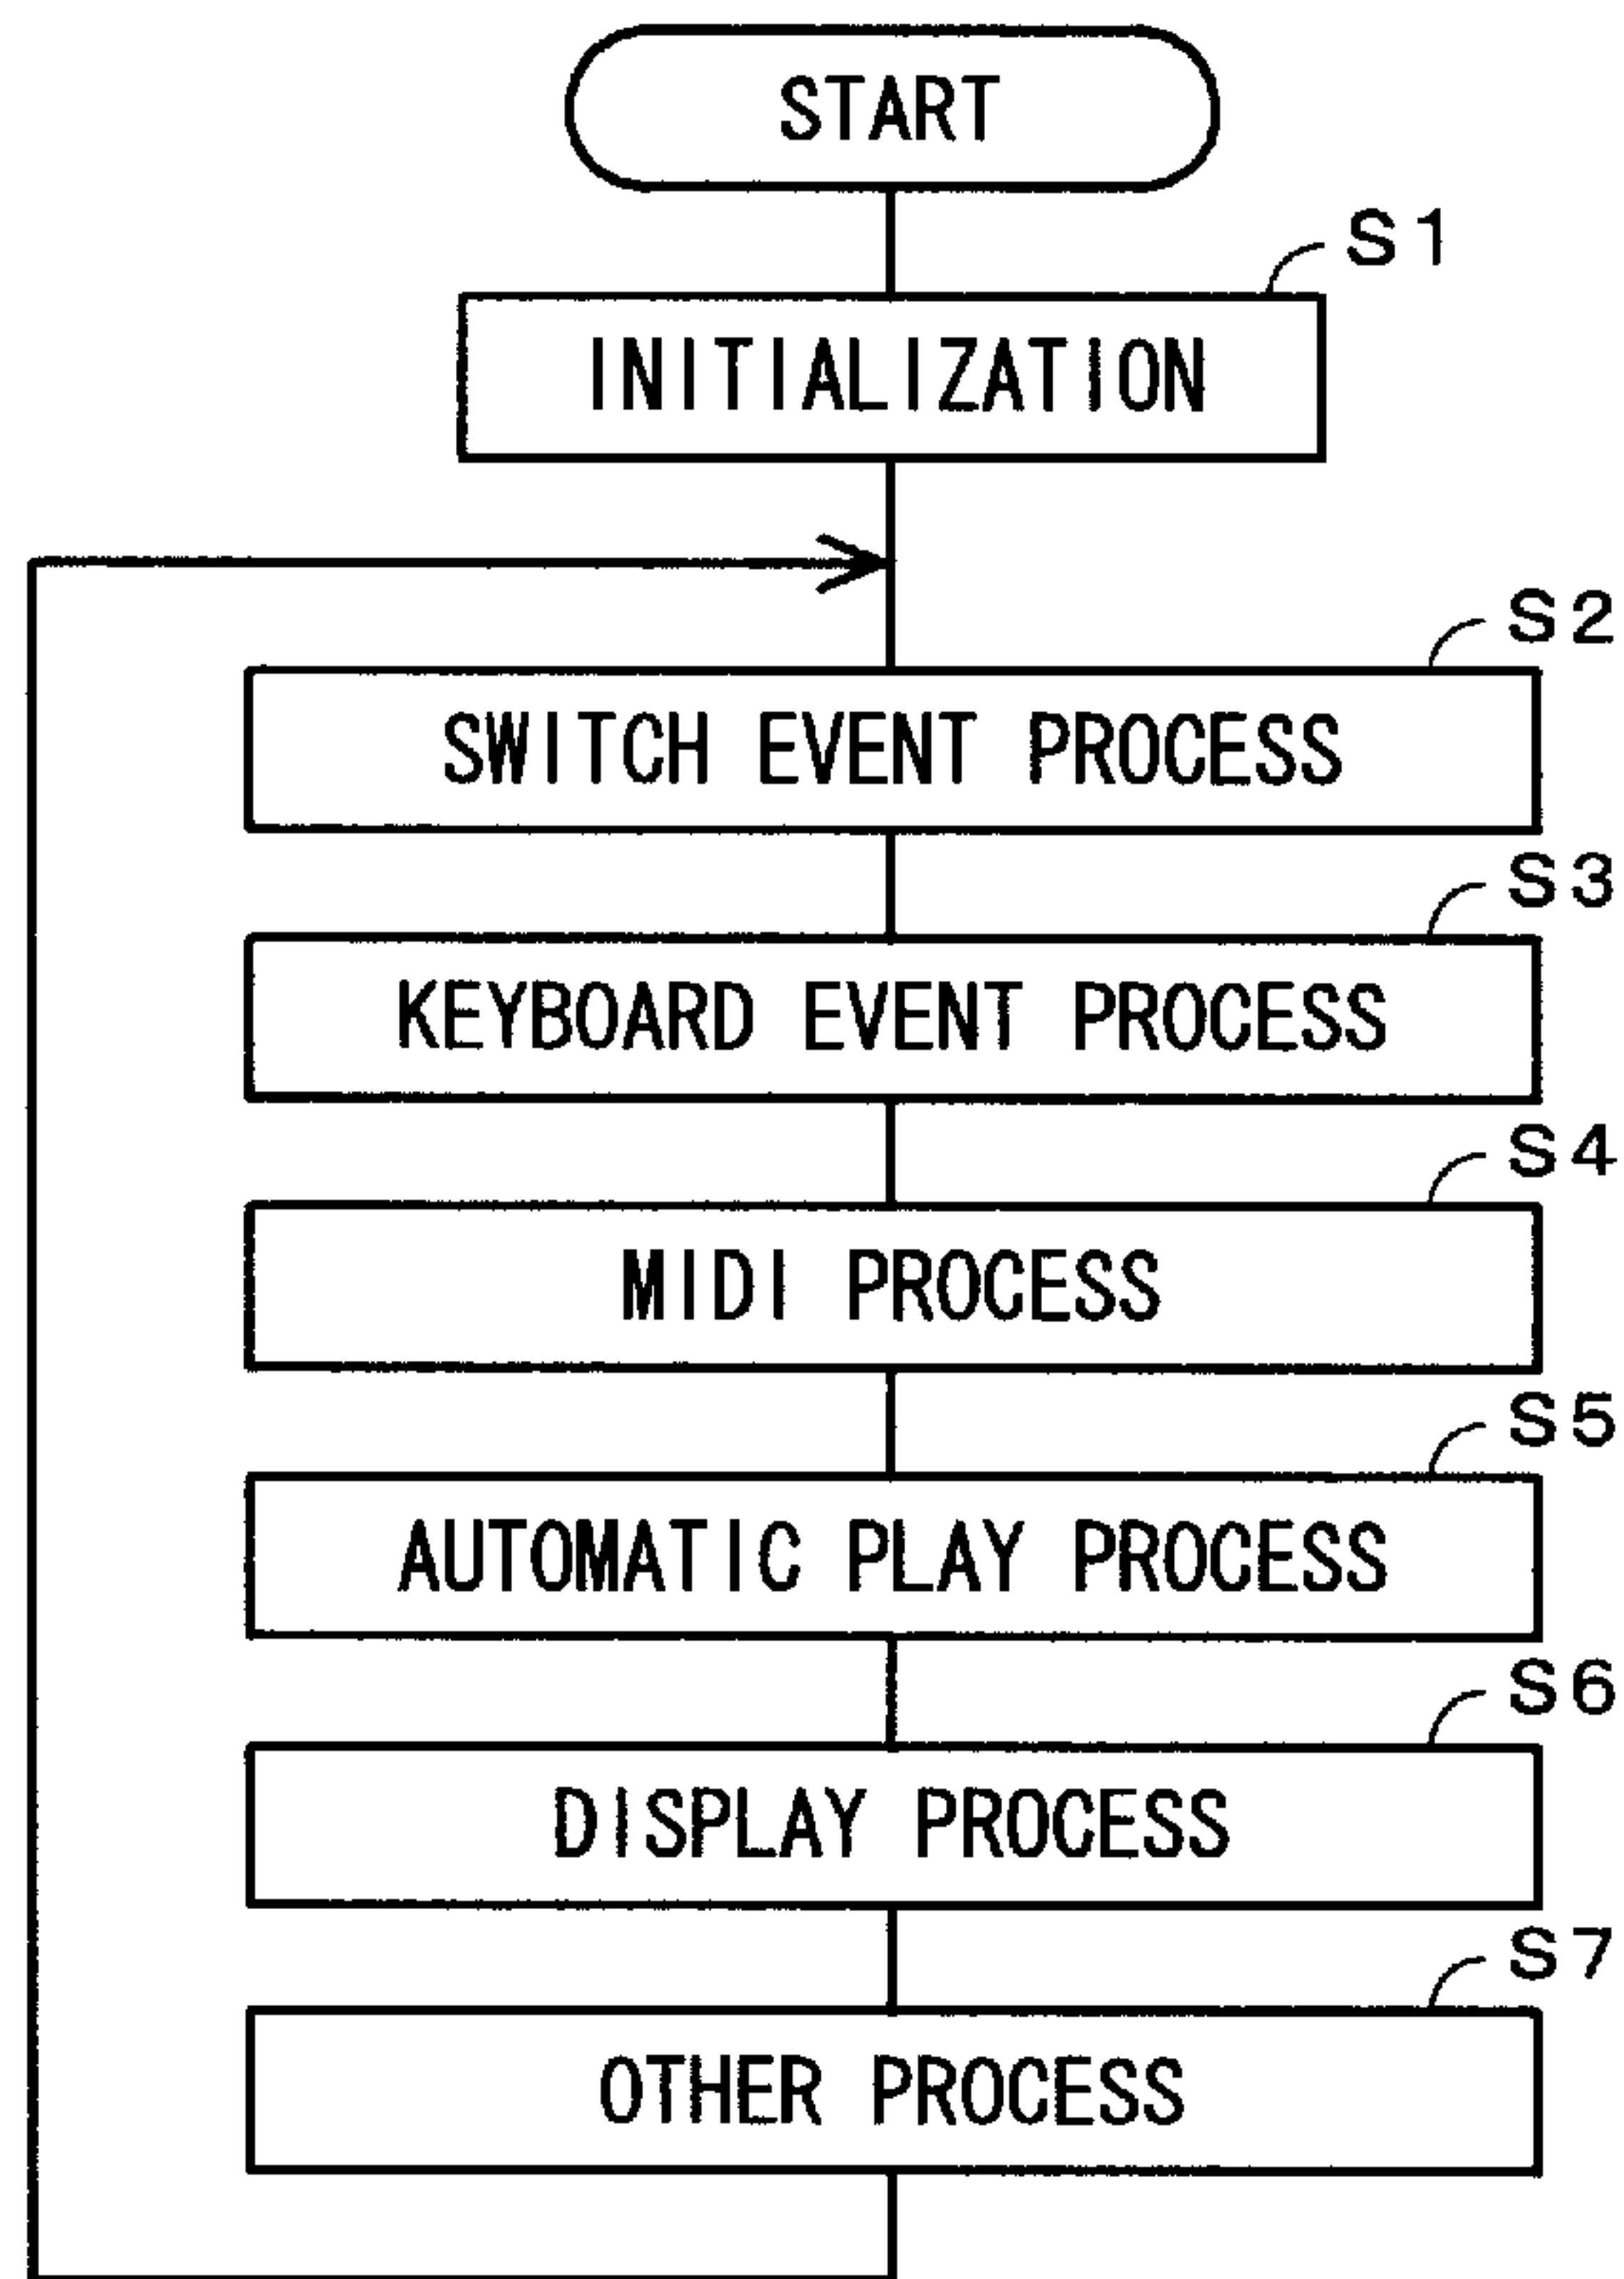 START
S1
INITIALIZATION
S2
SWITCH EVENT PROCESS
S3
KEYBOARD EVENT PROCESS
S4
MIDI PROCESS
S5
AUTOMATIC PLAY PROCESS
S6
DISPLAY PROCESS
S7
OTHER PROCESS